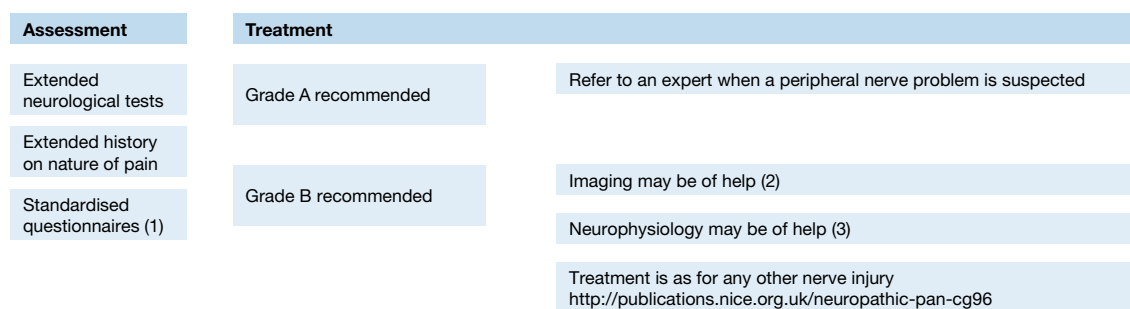 Assessment
Treatment
Extended
neurological tests
Extended history
on nature of pain
Standardised
questionnaires (1)
Grade A recommended
Refer to an expert when a peripheral nerve problem is suspected
Grade B recommended
Imaging may be of help (2)
Neurophysiology may be of help (3)
Treatment is as for any other nerve injury
http://publications.nice.org.uk/neuropathic-pan-cg96